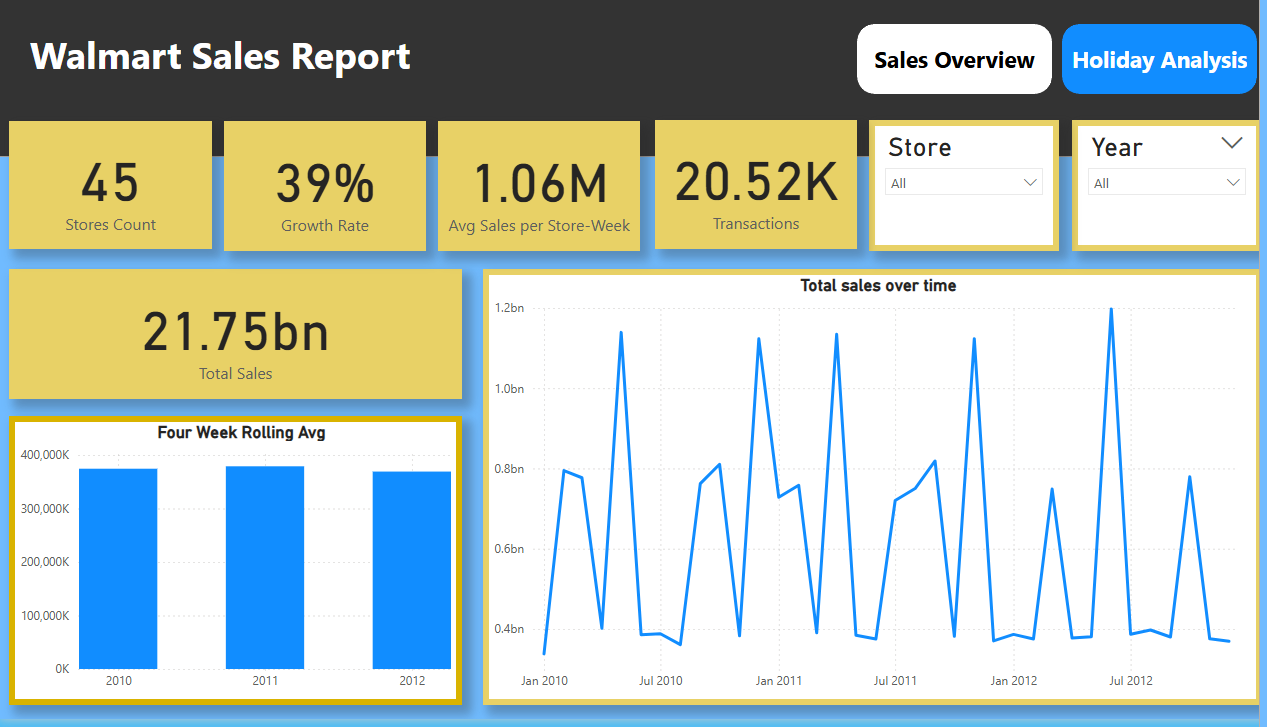 Walmart Sales Report
Sales Overview
Holiday Analysis
45
Stores Count
39%
Growth Rate
1.06M
Avg Sales per Store-Week
20.52K
Transactions
Store
All
Year
All
21.75bn
Total Sales
Four Week Rolling Avg
400,000K
300,000K
200,000K
100,000K
0K
2010 2011 2012
Total sales over time
1.2bn
1.0bn
0.8bn
0.6bn
0.4bn
Jan 2010 Jul 2010 Jan 2011 Jul 2011 Jan 2012 Jul 2012